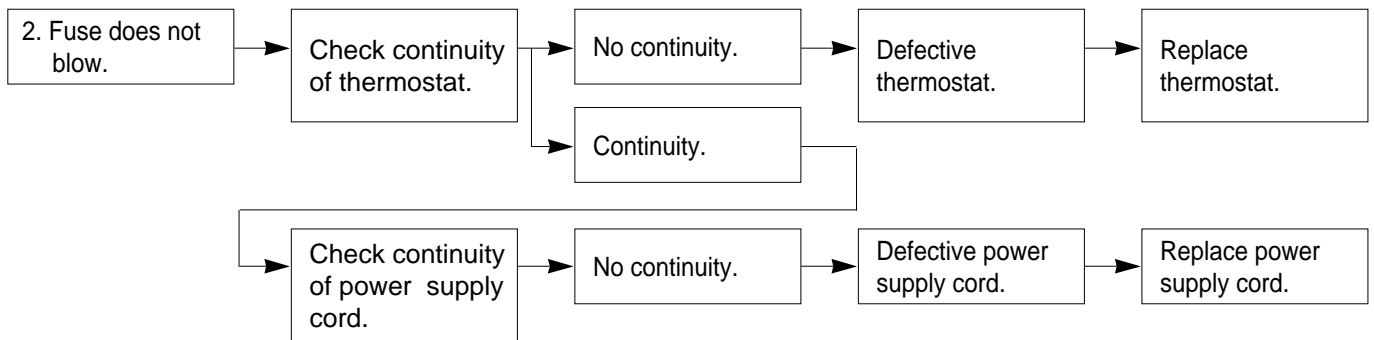 2. Fuse does not
blow.
Check continuity
of thermostat.
No continuity.
Defective
thermostat.
Replace
thermostat.
Continuity.
Check continuity
of power supply
cord.
No continuity.
Defective power
supply cord.
Replace power
supply cord.